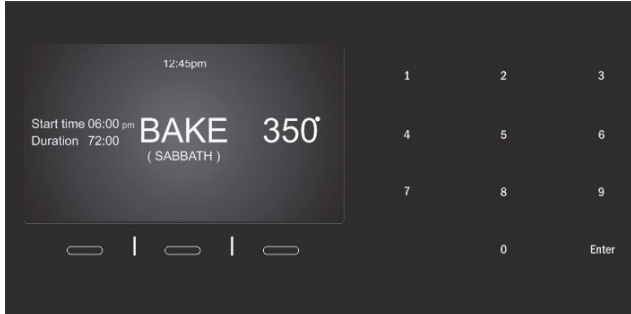 12:45pm
Start time 06:00 pm BAKE 350°
Duration 72:00
( SABBATH )
1 2 3
4 5 6
7 8 9
0 Enter